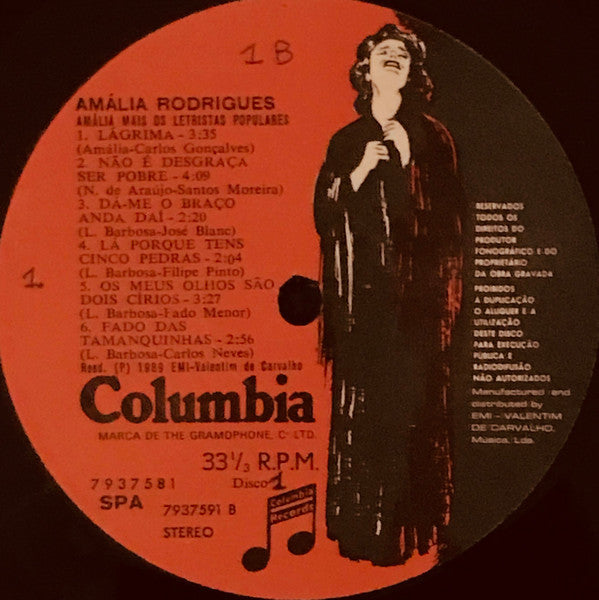 1B
AMÁLIA RODRIGUES
AMÁLIA MAIS OS LETRISTAS POPULARES
1. LÁGRIMA - 3:35
(Amália-Carlos Gonçalves)
2. NÃO É DESGRAÇA
SER POBRE - 4:09
(N. de Araújo-Santos Moreira)
3. DÁ-ME O BRAÇO
ANDA DAÍ - 2:20
(L. Barbosa-José Blanc)
4. LÁ PORQUE TENS
CINCO PEDRAS - 2:04
(L. Barbosa-Filipe Pinto)
5. OS MEUS OLHOS SÃO
DOIS CÍRIOS - 3:27
(L. Barbosa-Fado Menor)
6. FADO DAS
TAMANQUINHAS - 2:56
(L. Barbosa-Carlos Neves)
Reed. (P) 1989 EMI-Valentim de Carvalho
1
Columbia
MARCA DE THE GRAMOPHONE, Cº LTD.
33 1/3 R.P.M.
7937581
Disco 1
SPA
7937591 B
STEREO
Columbia
Records
RESERVADOS
TODOS OS
DIREITOS DO
PRODUTOR
FONOGRÁFICO E DO
PROPRIETÁRIO
DA OBRA GRAVADA
PROIBIDOS
A DUPLICAÇÃO
O ALUGUER E A
UTILIZAÇÃO
DESTE DISCO
PARA EXECUÇÃO
PÚBLICA E
RADIODIFUSÃO
NÃO AUTORIZADOS
Manufactured and
distributed by
EMI - VALENTIM
DE CARVALHO,
Música, Lda.